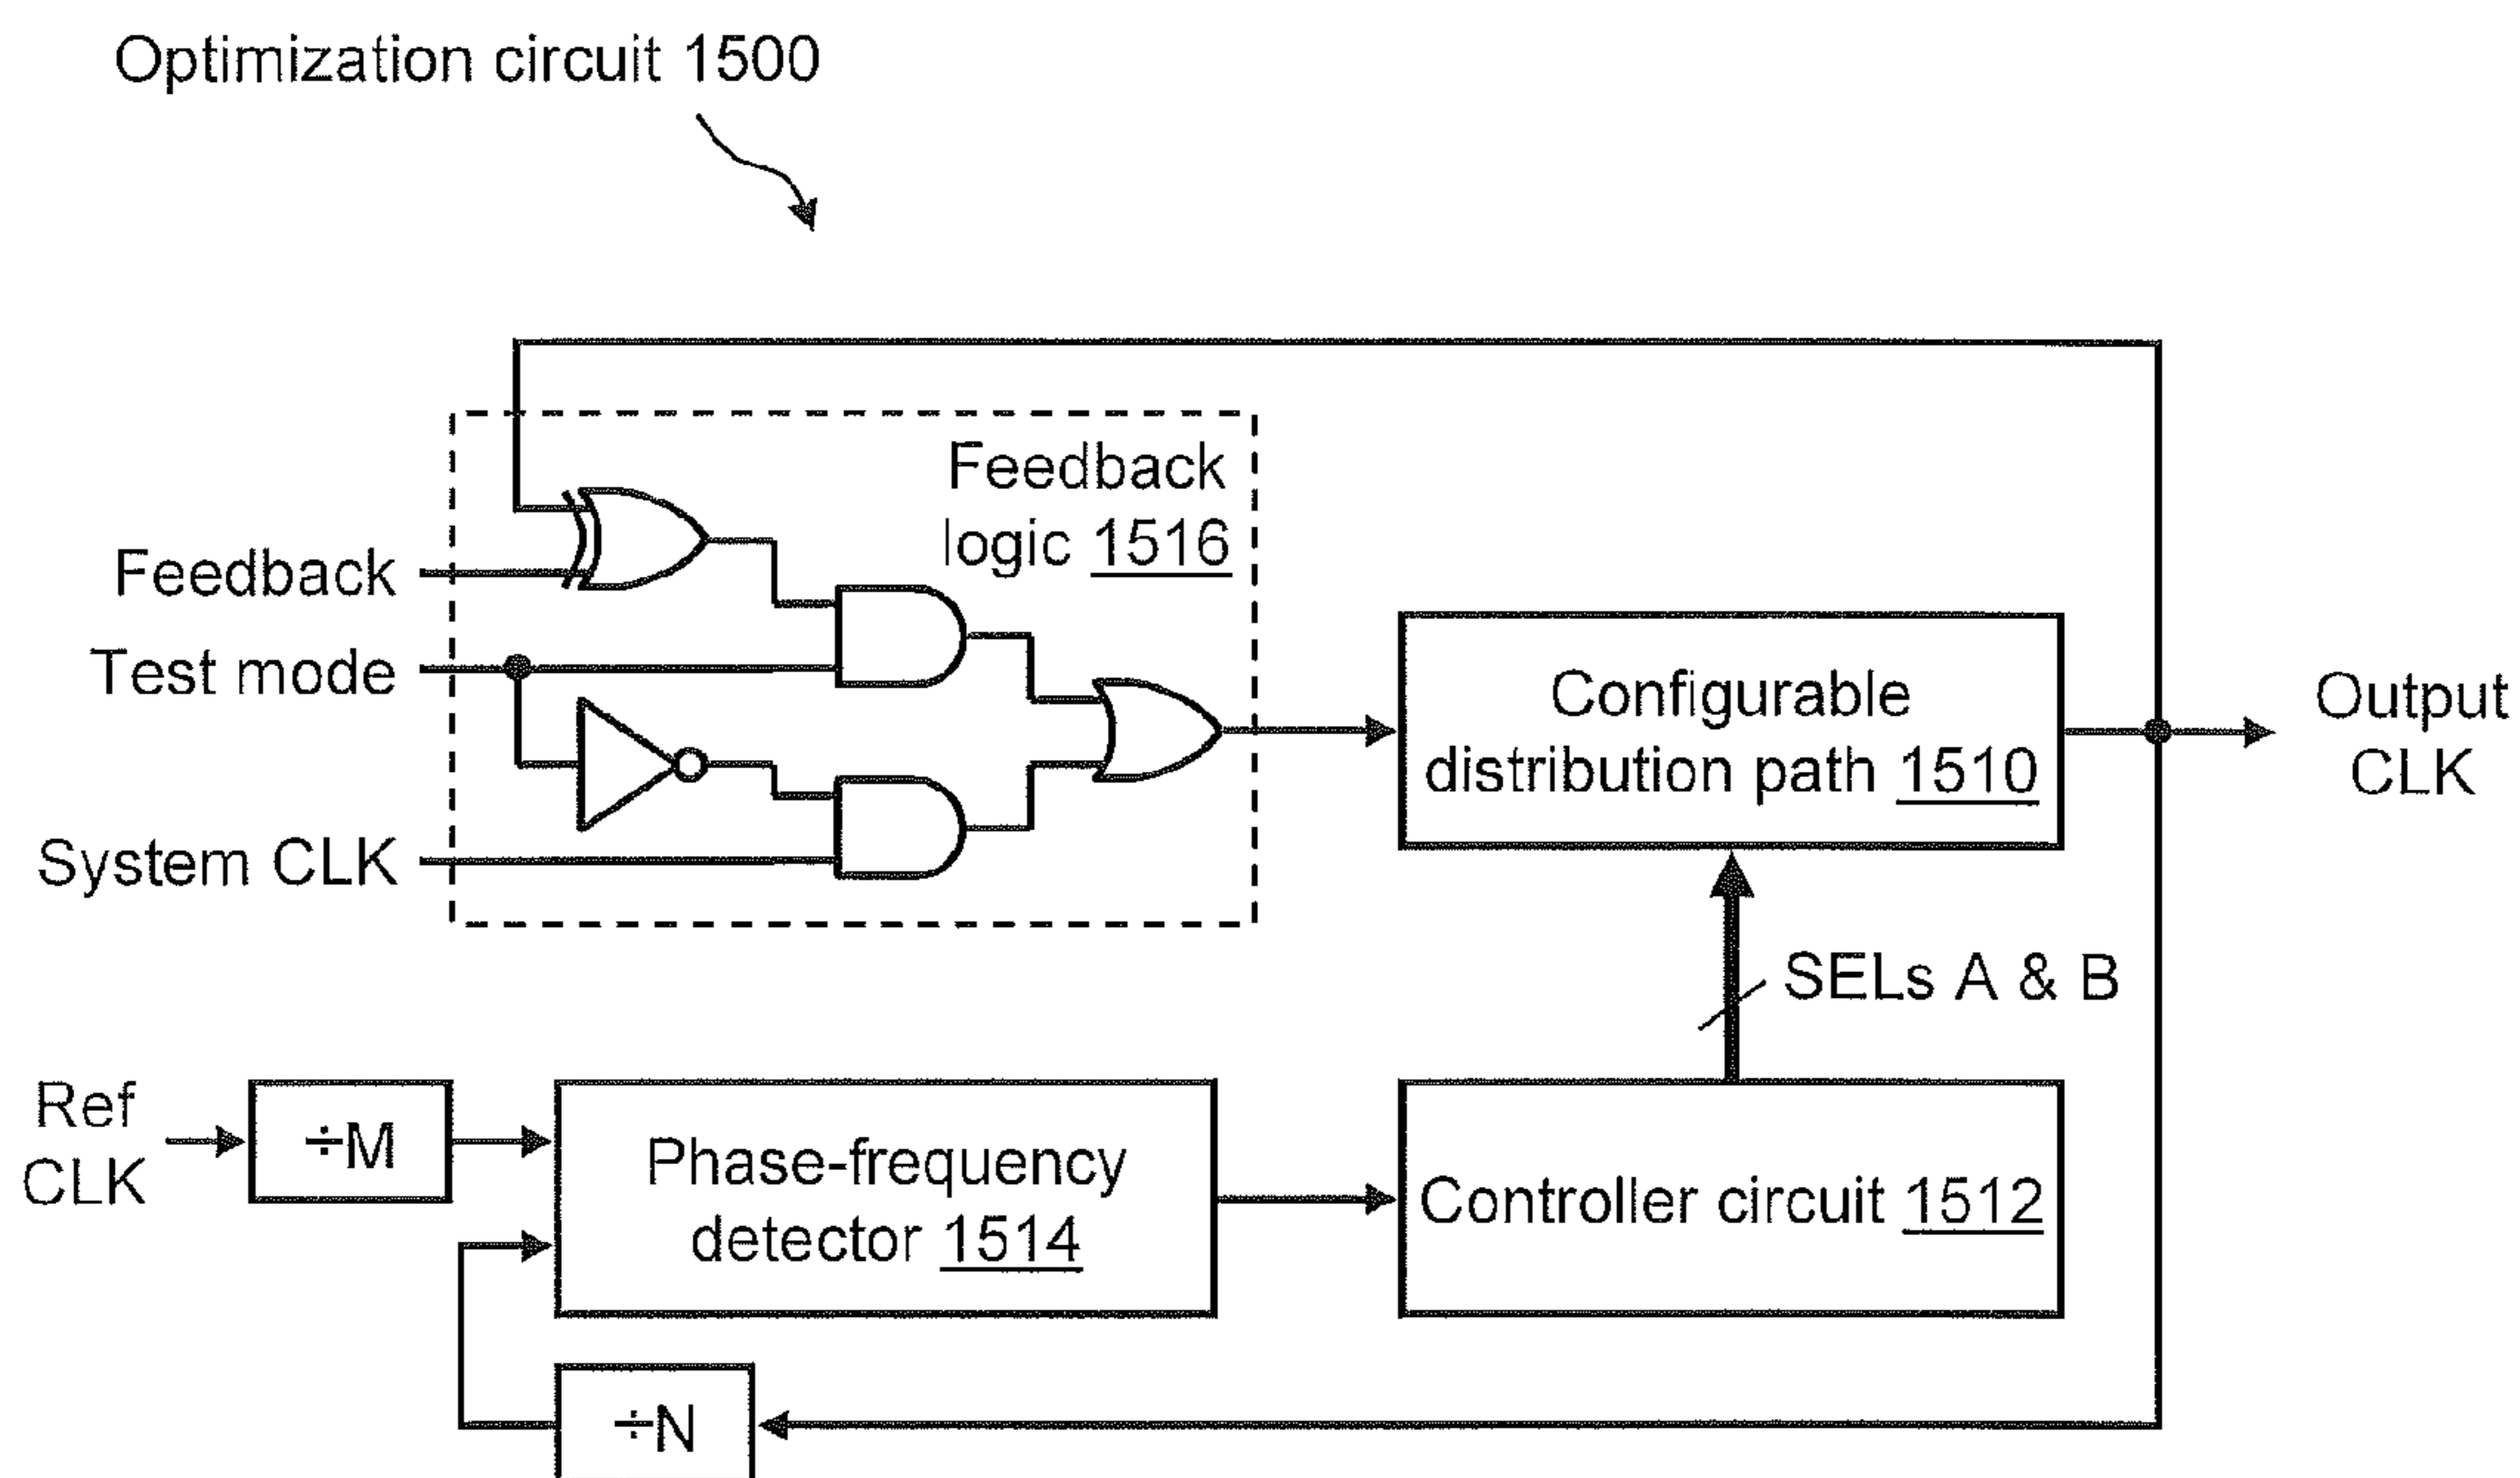 Optimization circuit 1500
Feedback
logic 1516
Feedback
Test mode
System CLK
Configurable
distribution path 1510
Output
CLK
SELs A & B
Ref
CLK
÷M
Phase-frequency
detector 1514
Controller circuit 1512
÷N